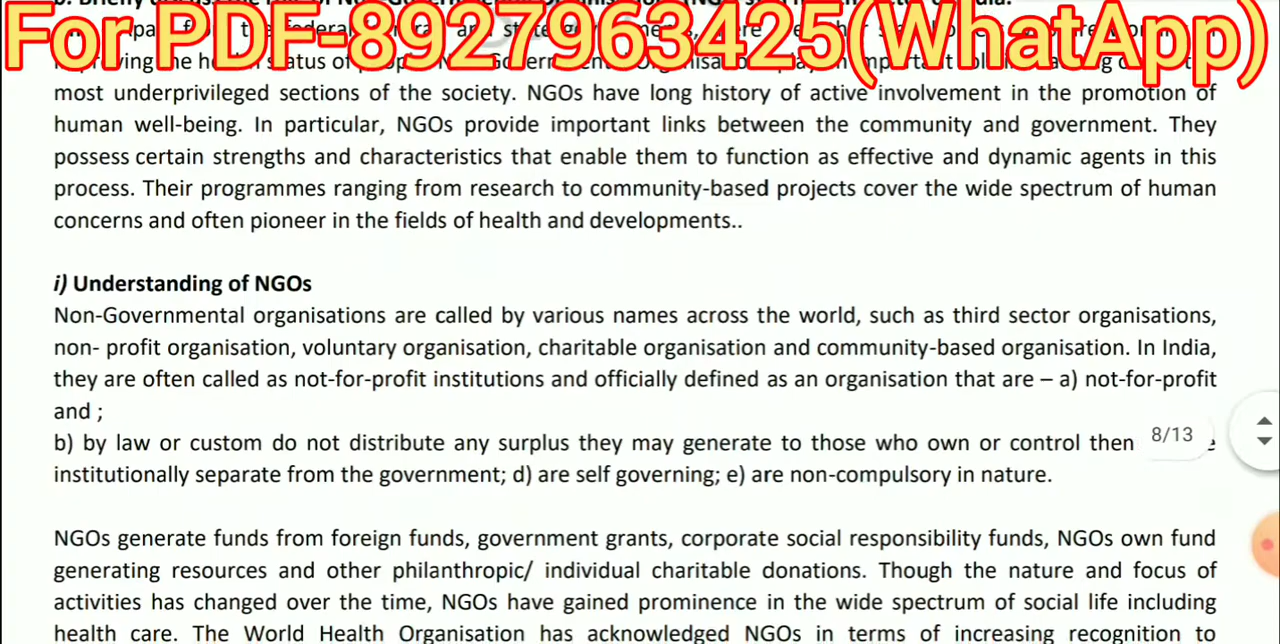 For PDF-8927963425(WhatsApp)
most underprivileged sections of the society. NGOs have long history of active involvement in the promotion of
human well-being. In particular, NGOs provide important links between the community and government. They
possess certain strengths and characteristics that enable them to function as effective and dynamic agents in this
process. Their programmes ranging from research to community-based projects cover the wide spectrum of human
concerns and often pioneer in the fields of health and developments..
i) Understanding of NGOs
Non-Governmental organisations are called by various names across the world, such as third sector organisations,
non- profit organisation, voluntary organisation, charitable organisation and community-based organisation. In India,
they are often called as not-for-profit institutions and officially defined as an organisation that are – a) not-for-profit
and ;
b) by law or custom do not distribute any surplus they may generate to those who own or control then
8/13
institutionally separate from the government; d) are self governing; e) are non-compulsory in nature.
NGOs generate funds from foreign funds, government grants, corporate social responsibility funds, NGOs own fund
generating resources and other philanthropic/ individual charitable donations. Though the nature and focus of
activities has changed over the time, NGOs have gained prominence in the wide spectrum of social life including
health care. The World Health Organisation has acknowledged NGOs in terms of increasing recognition to